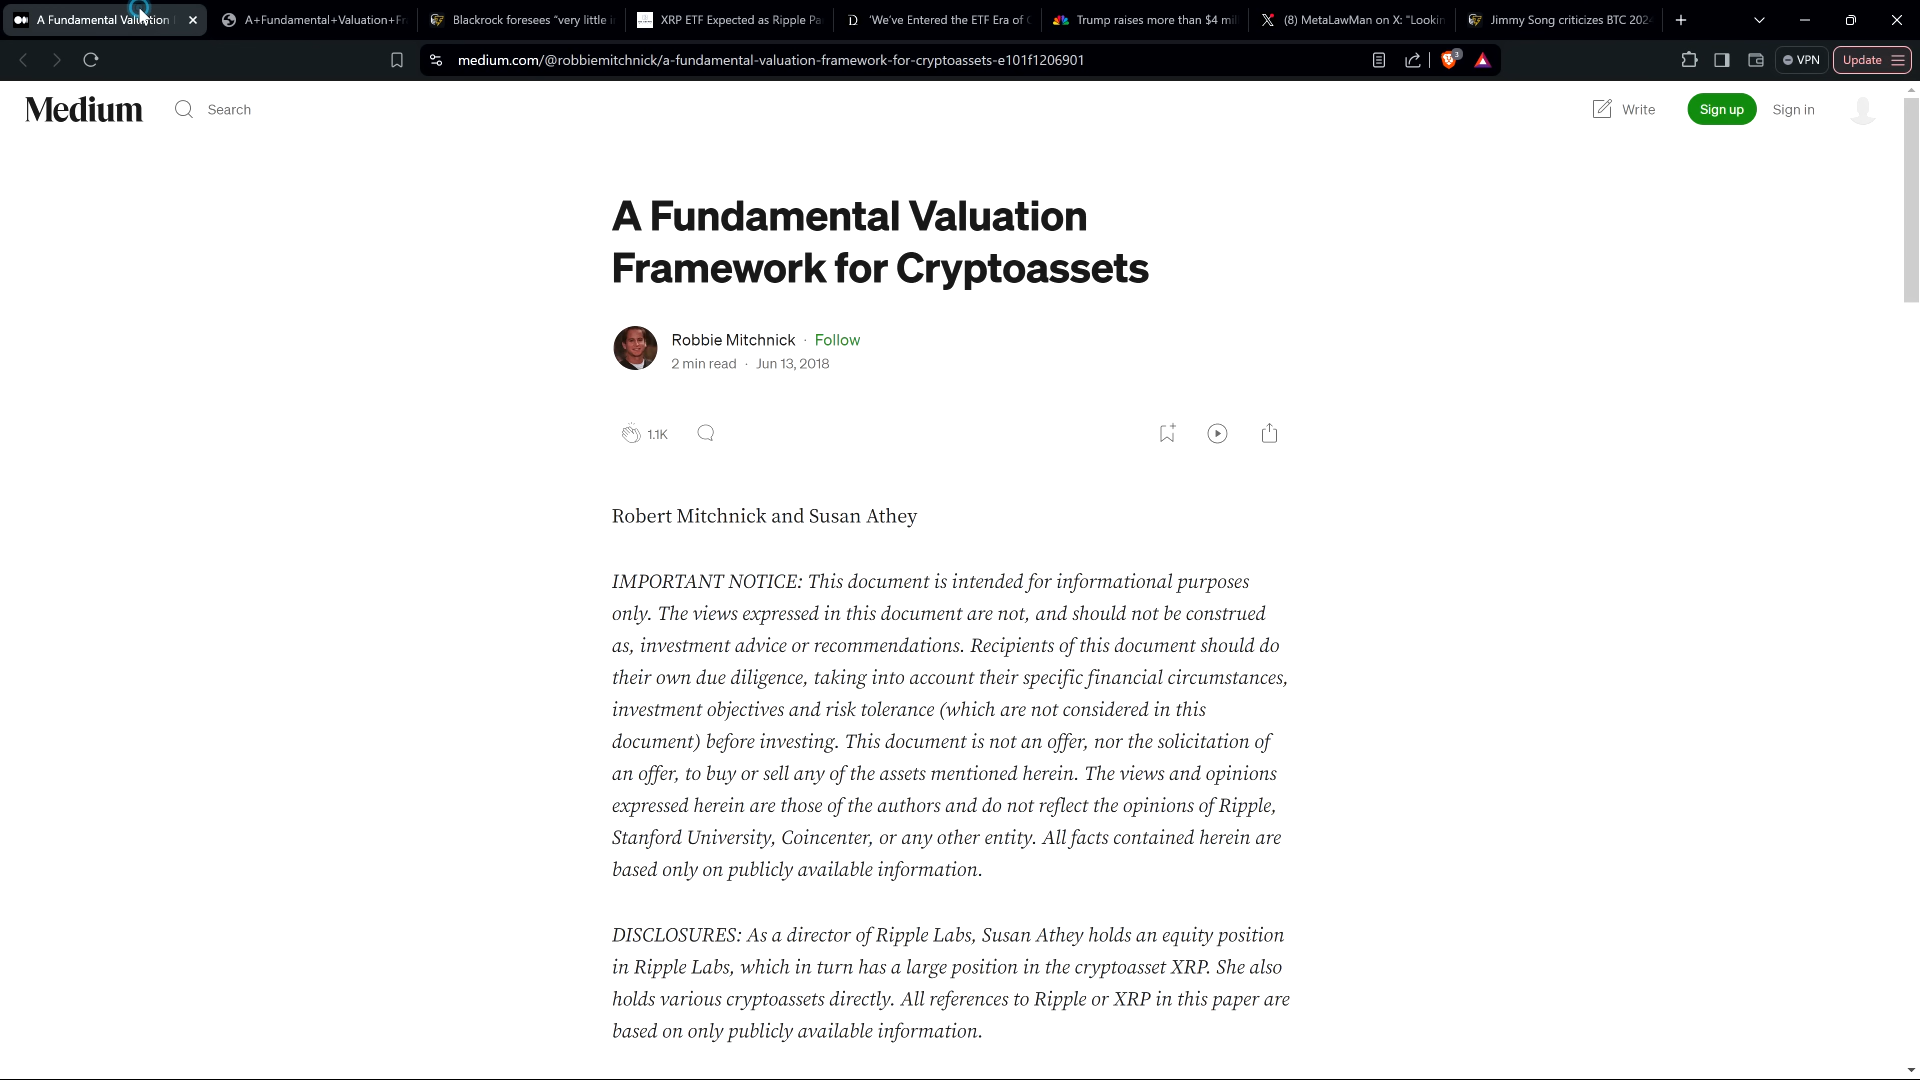 A Fundamental Valuation
A+Fundamental+Valuation+Fr
Blackrock foresees "very little i
XRP ETF Expected as Ripple Pa
'We've Entered the ETF Era of C
Trump raises more than $4 mil
(8) MetaLawMan on X: "Lookin
Jimmy Song criticizes BTC 2024
medium.com/@robbiemitchnick/a-fundamental-valuation-framework-for-cryptoassets-e101f1206901
3
VPN
Update
Medium
Search
Write
Sign up
Sign in
A Fundamental Valuation
Framework for Cryptoassets
Robbie Mitchnick · Follow
2 min read · Jun 13, 2018
1.1K
Robert Mitchnick and Susan Athey
IMPORTANT NOTICE: This document is intended for informational purposes
only. The views expressed in this document are not, and should not be construed
as, investment advice or recommendations. Recipients of this document should do
their own due diligence, taking into account their specific financial circumstances,
investment objectives and risk tolerance (which are not considered in this
document) before investing. This document is not an offer, nor the solicitation of
an offer, to buy or sell any of the assets mentioned herein. The views and opinions
expressed herein are those of the authors and do not reflect the opinions of Ripple,
Stanford University, Coincenter, or any other entity. All facts contained herein are
based only on publicly available information.
DISCLOSURES: As a director of Ripple Labs, Susan Athey holds an equity position
in Ripple Labs, which in turn has a large position in the cryptoasset XRP. She also
holds various cryptoassets directly. All references to Ripple or XRP in this paper are
based on only publicly available information.